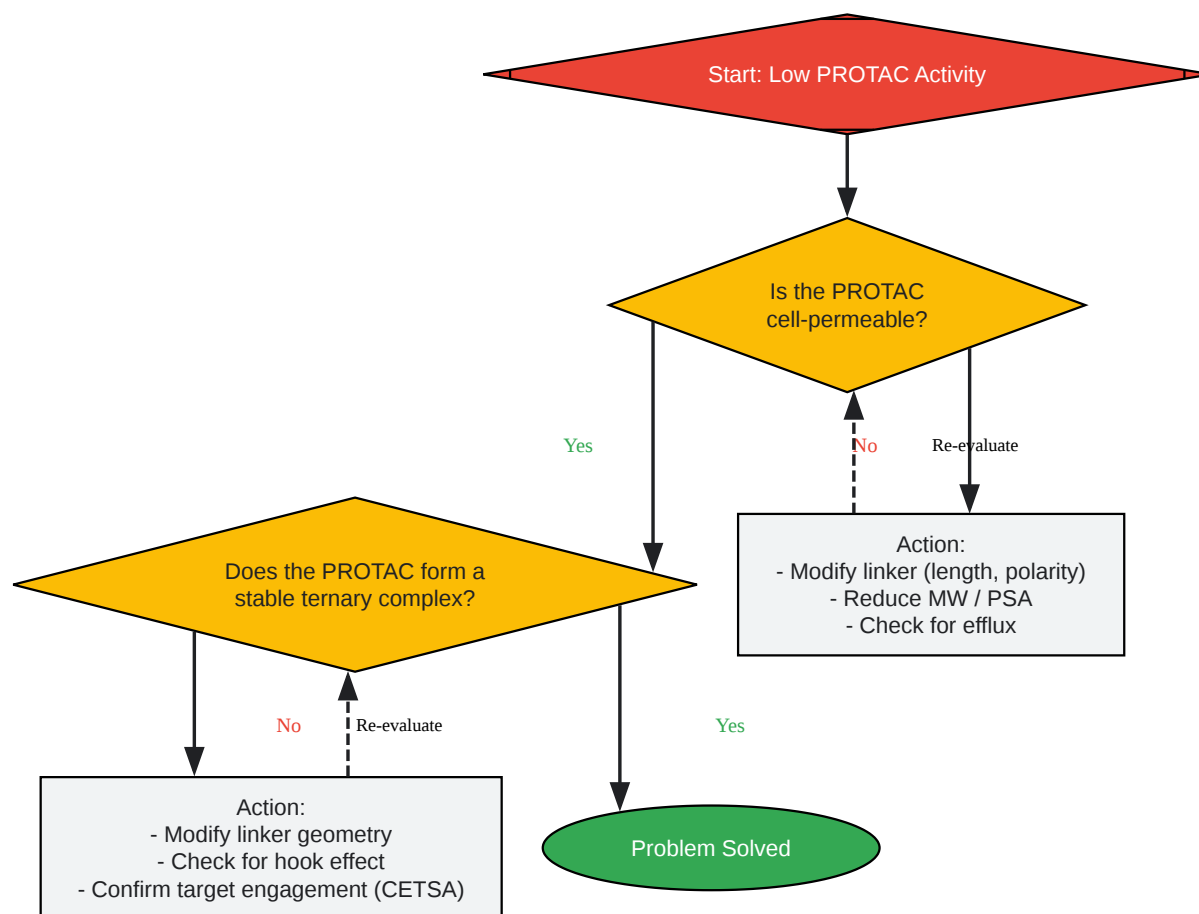 Start: Low PROTAC Activity
Is the PROTAC
cell-permeable?
Yes
No
Re-evaluate
Action:
- Modify linker (length, polarity)
- Reduce MW / PSA
- Check for efflux
Does the PROTAC form a
stable ternary complex?
No
Re-evaluate
Yes
Action:
- Modify linker geometry
- Check for hook effect
- Confirm target engagement (CETSA)
Problem Solved